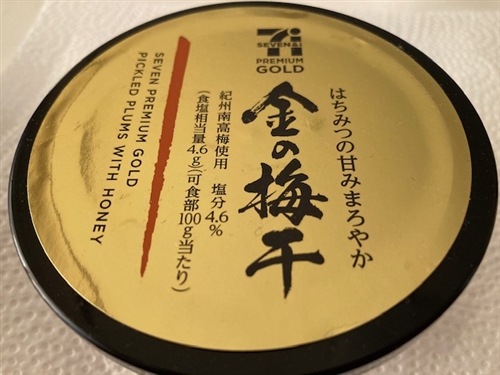 SEVEN&i
PREMIUM
GOLD
はちみつの甘みまろやか
金の梅干
紀州南高梅使用 塩分4.6%
(食塩相当量4.6g)(可食部100g当たり)
SEVEN PREMIUM GOLD
PICKLED PLUMS WITH HONEY